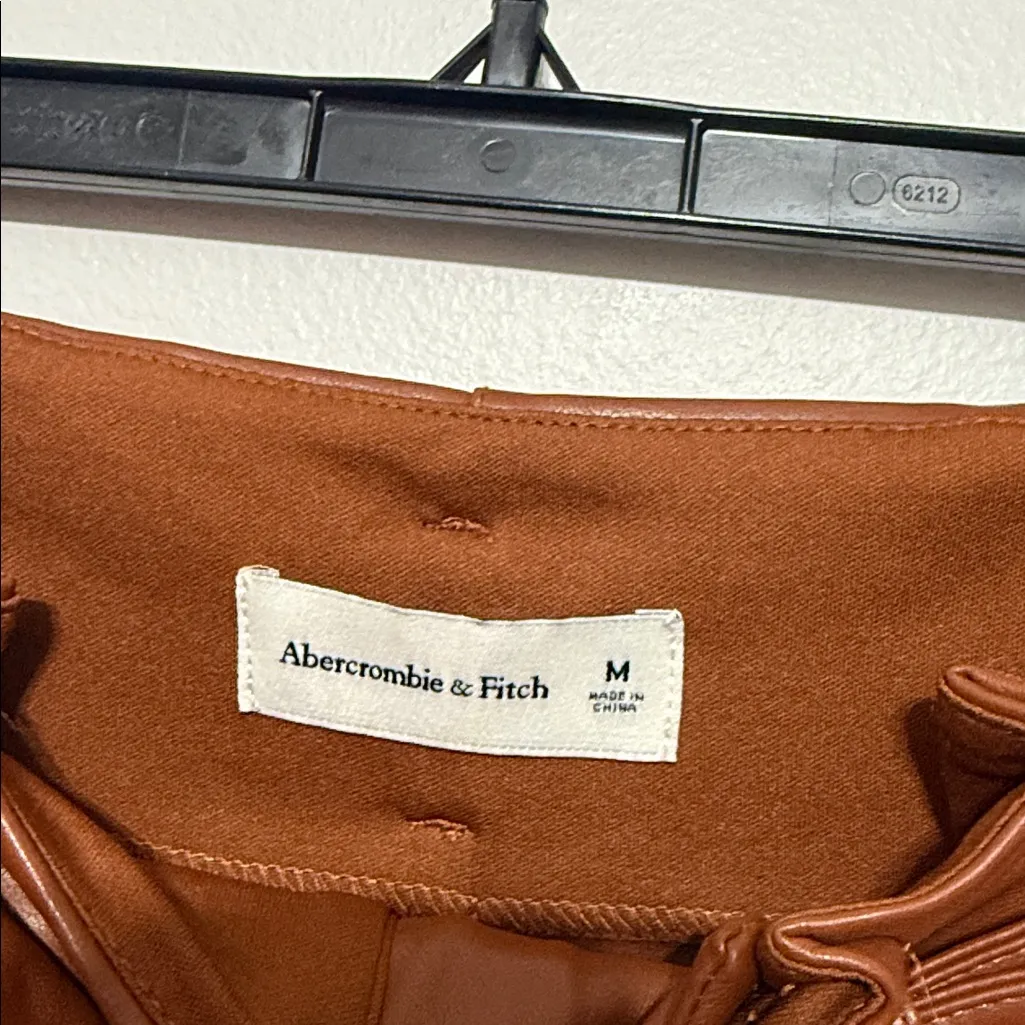 6212
Abercrombie & Fitch
M
MADE IN
CHINA